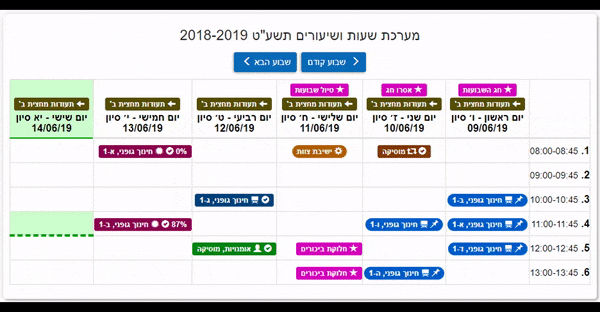 מערכת שעות ושיעורים תשע"ט 2018-2019
שבוע קודם
שבוע הבא
חג השבועות
אסרו חג
טיול שבועות
תעודות מחצית ב'
תעודות מחצית ב'
תעודות מחצית ב'
תעודות מחצית ב'
תעודות מחצית ב'
תעודות מחצית ב'
יום ראשון - ו' סיון
09/06/19
יום שני - ז' סיון
10/06/19
יום שלישי - ח' סיון
11/06/19
יום רביעי - ט' סיון
12/06/19
יום חמישי - י' סיון
13/06/19
יום שישי - יא סיון
14/06/19
1. 08:00-08:45
מוסיקה
ישיבת צוות
0% חינוך גופני, א-1
2. 09:00-09:45
3. 10:00-10:45
חינוך גופני, ב-1
חינוך גופני, ג-1
4. 11:00-11:45
חינוך גופני, א-1
חינוך גופני, ו-1
87% חינוך גופני, ב-1
5. 12:00-12:45
חינוך גופני, ד-1
חלוקת ביכורים
אומנויות, מוסיקה
6. 13:00-13:45
חינוך גופני, ה-1
חלוקת ביכורים